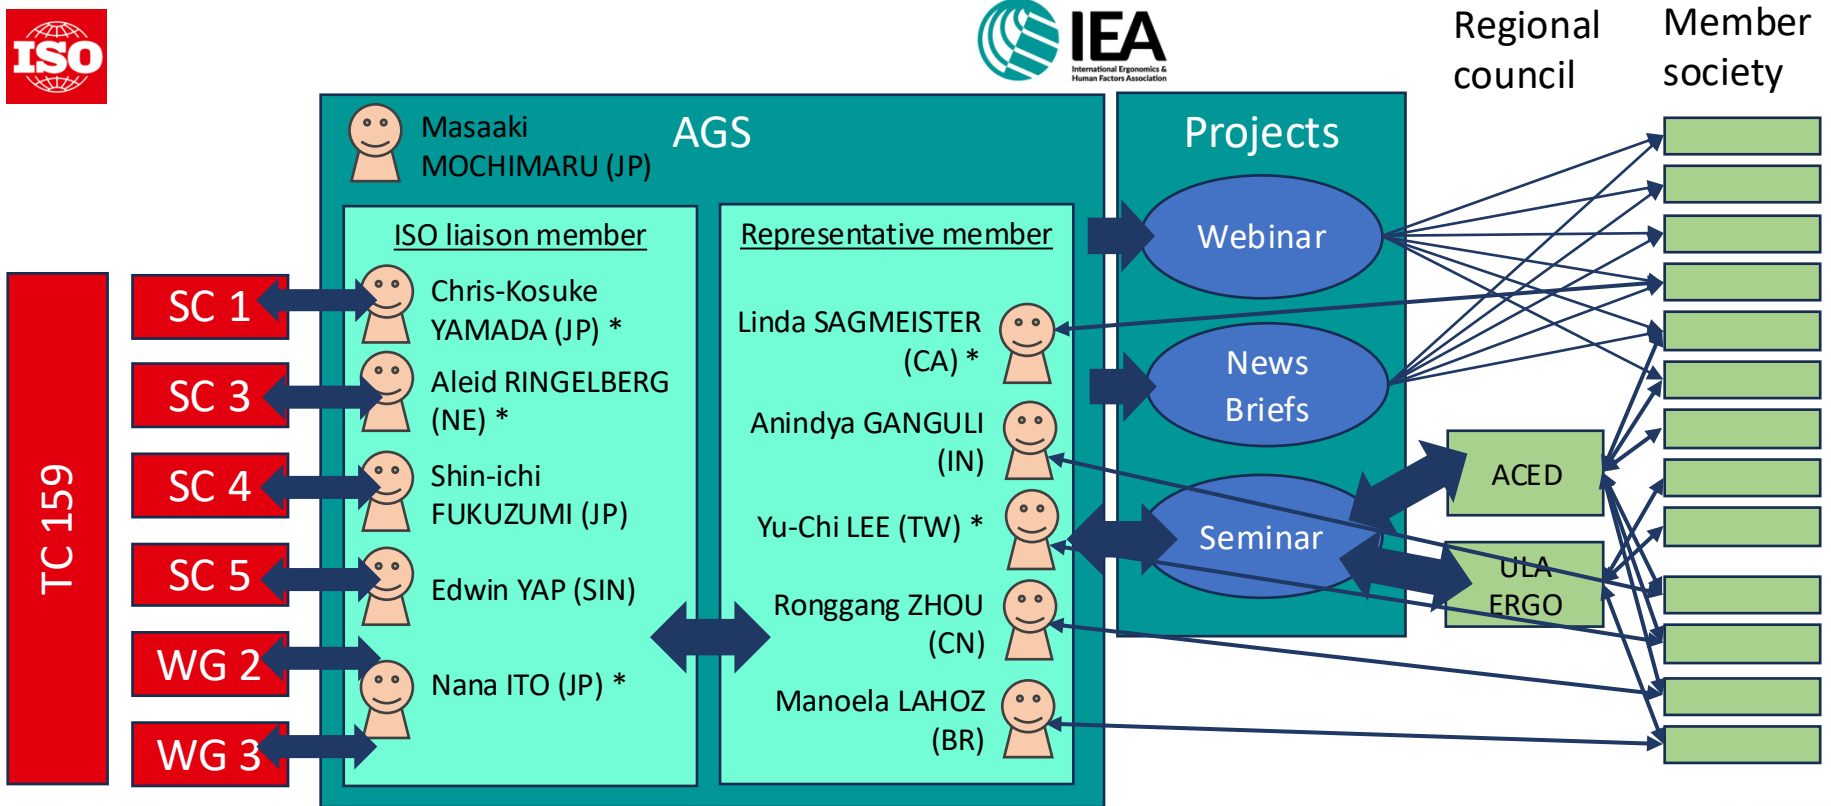 ISO
IEA
International Ergonomics &
Human Factors Association
Regional
council
Member
society
TC 159
SC 1
SC 3
SC 4
SC 5
WG 2
WG 3
AGS
Masaaki
MOCHIMARU (JP)
ISO liaison member
Chris-Kosuke
YAMADA (JP) *
Aleid RINGELBERG
(NE) *
Shin-ichi
FUKUZUMI (JP)
Edwin YAP (SIN)
Nana ITO (JP) *
Representative member
Linda SAGMEISTER
(CA) *
Anindya GANGULI
(IN)
Yu-Chi LEE (TW) *
Ronggang ZHOU
(CN)
Manoela LAHOZ
(BR)
Projects
Webinar
News
Briefs
Seminar
ACED
ULA
ERGO